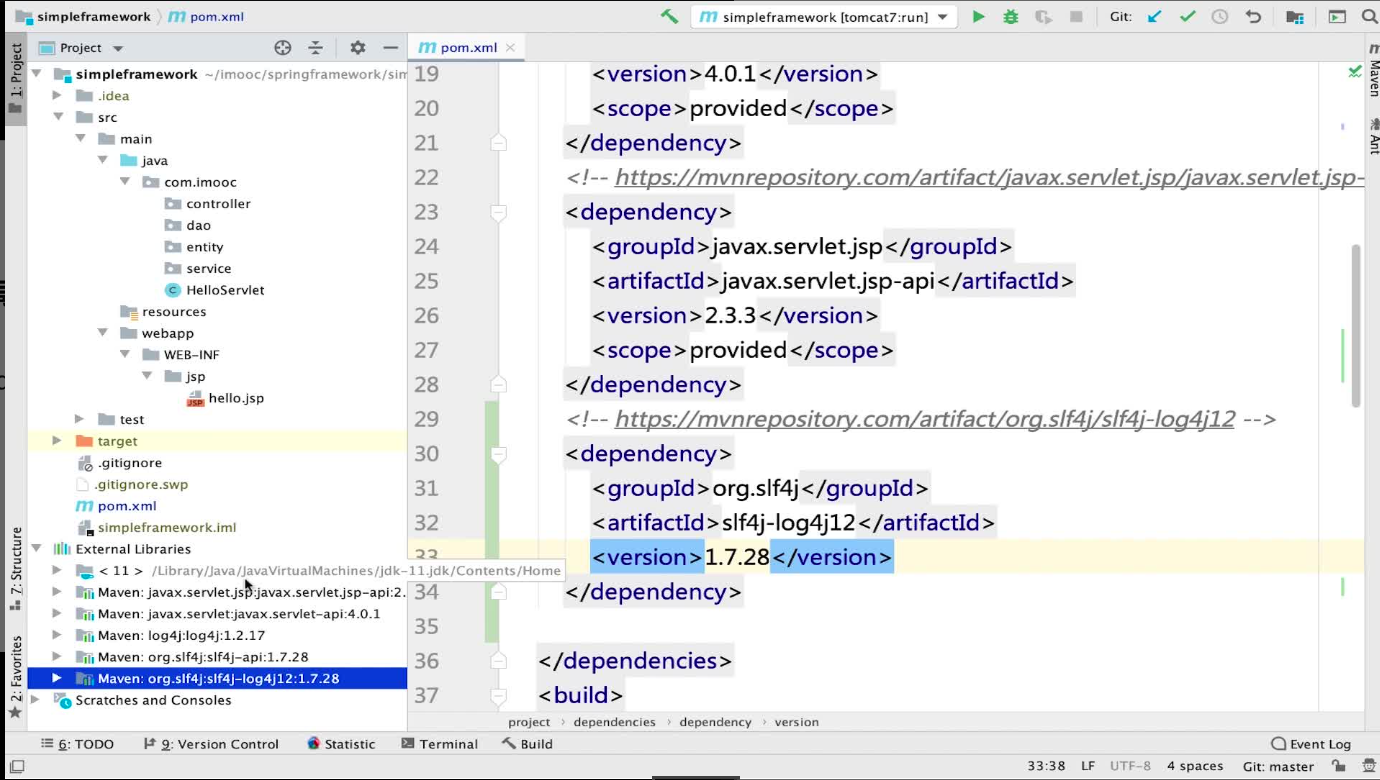 simpleframework pom.xml
simpleframework [tomcat7:run] Git:
Project
pom.xml
1: Project
simpleframework ~/imooc/springframework/sim
.idea
src
main
java
com.imooc
controller
dao
entity
service
HelloServlet
resources
webapp
WEB-INF
jsp
hello.jsp
test
target
.gitignore
.gitignore.swp
pom.xml
simpleframework.iml
External Libraries
< 11 > /Library/Java/JavaVirtualMachines/jdk-11.jdk/Contents/Home
Maven: javax.servlet.jsp:javax.servlet.jsp-api:2.
Maven: javax.servlet:javax.servlet-api:4.0.1
Maven: log4j:log4j:1.2.17
Maven: org.slf4j:slf4j-api:1.7.28
Maven: org.slf4j:slf4j-log4j12:1.7.28
Scratches and Consoles
Z: Structure
2: Favorites
19 <version>4.0.1</version>
20 <scope>provided</scope>
21 </dependency>
22 <!-- https://mvnrepository.com/artifact/javax.servlet.jsp/javax.servlet.jsp-
23 <dependency>
24 <groupId>javax.servlet.jsp</groupId>
25 <artifactId>javax.servlet.jsp-api</artifactId>
26 <version>2.3.3</version>
27 <scope>provided</scope>
28 </dependency>
29 <!-- https://mvnrepository.com/artifact/org.slf4j/slf4j-log4j12 -->
30 <dependency>
31 <groupId>org.slf4j</groupId>
32 <artifactId>slf4j-log4j12</artifactId>
33 <version>1.7.28</version>
34 </dependency>
35
36 </dependencies>
37 <build>
Maven
Ant
project › dependencies › dependency › version
6: TODO 9: Version Control Statistic Terminal Build Event Log
33:38 LF UTF-8 4 spaces Git: master